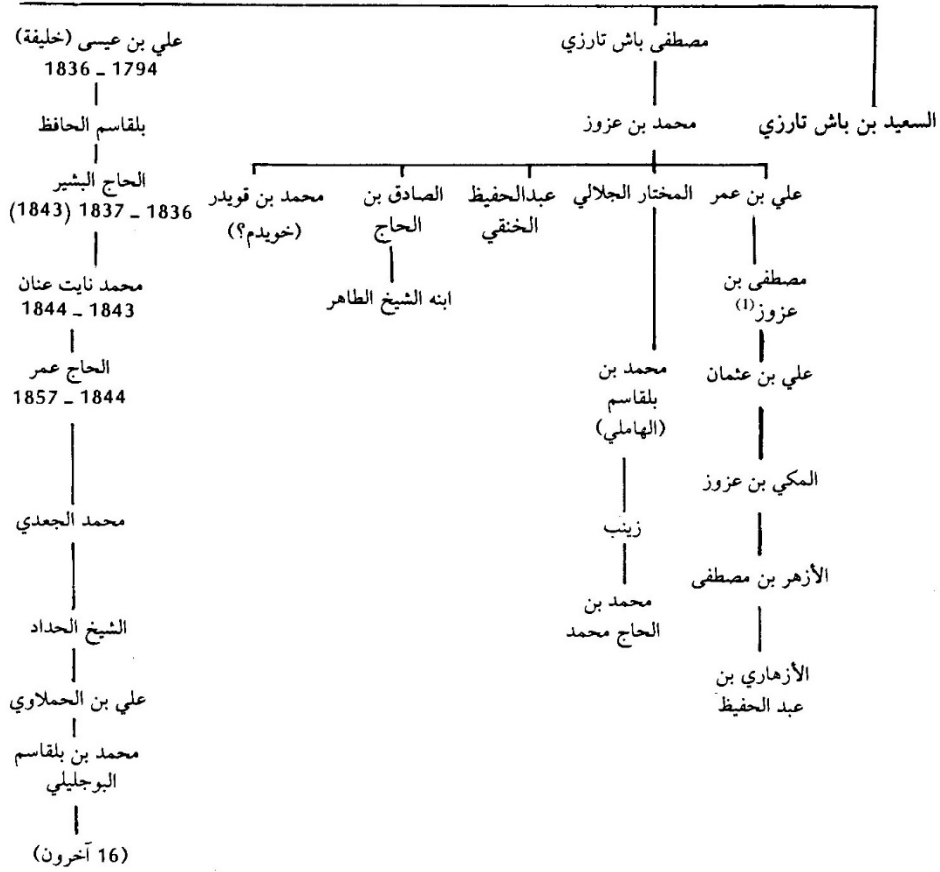 مصطفى باش تارزي
علي بن عيسى (خليفة)
1836 _ 1794
السعيد بن باش تارزي
محمد بن عزوز
بلقاسم الحافظ
علي بن عمر
المختار الجلالي
عبدالحفيظ
الخنقي
الصادق بن
الحاج
محمد بن قويدر
(خويدم؟)
الحاج البشير
1836 _ 1837 (1843)
مصطفى بن
عزوز(1)
ابنه الشيخ الطاهر
محمد نايت عنان
1844 _ 1843
علي بن عثمان
محمد بن
بلقاسم
(الهاملي)
الحاج عمر
1857 _ 1844
المكي بن عزوز
زينب
محمد الجعدي
الأزهر بن مصطفى
محمد بن
الحاج محمد
الشيخ الحداد
الأزهاري بن
عبد الحفيظ
علي بن الحملاوي
محمد بن بلقاسم
البوجليلي
(16 آخرون)